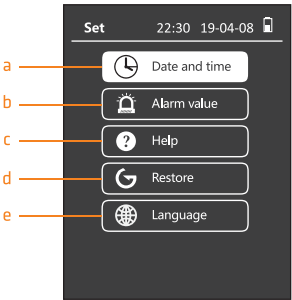 Set 22:30 19-04-08
a Date and time
b Alarm value
c Help
d Restore
e Language